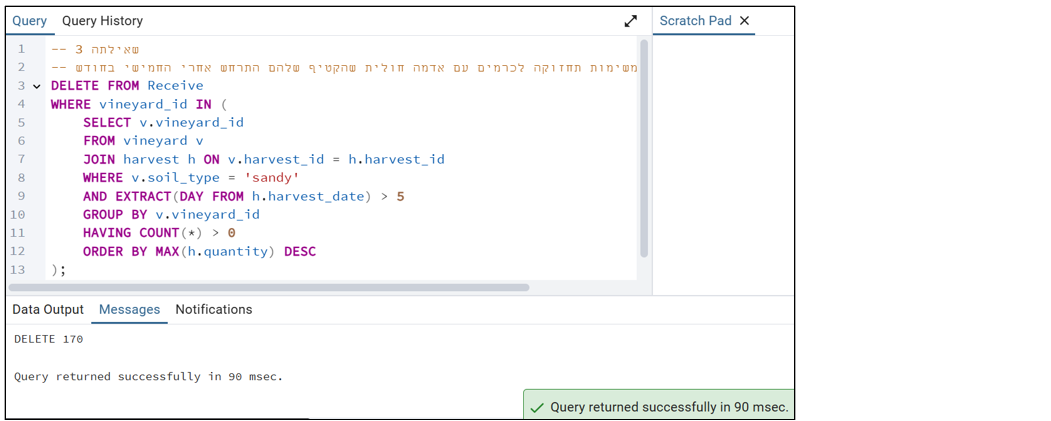 Query
Query History
Scratch Pad
1 -- שאילתה 3
2 -- משימות תחזוקה לכרמים עם אדמה חולית שהקטיף שלהם התרחש אחרי החמישי בחודש
3 DELETE FROM Receive
4 WHERE vineyard_id IN (
5 SELECT v.vineyard_id
6 FROM vineyard v
7 JOIN harvest h ON v.harvest_id = h.harvest_id
8 WHERE v.soil_type = 'sandy'
9 AND EXTRACT(DAY FROM h.harvest_date) > 5
10 GROUP BY v.vineyard_id
11 HAVING COUNT(*) > 0
12 ORDER BY MAX(h.quantity) DESC
13 );
Data Output
Messages
Notifications
DELETE 170
Query returned successfully in 90 msec.
Query returned successfully in 90 msec.